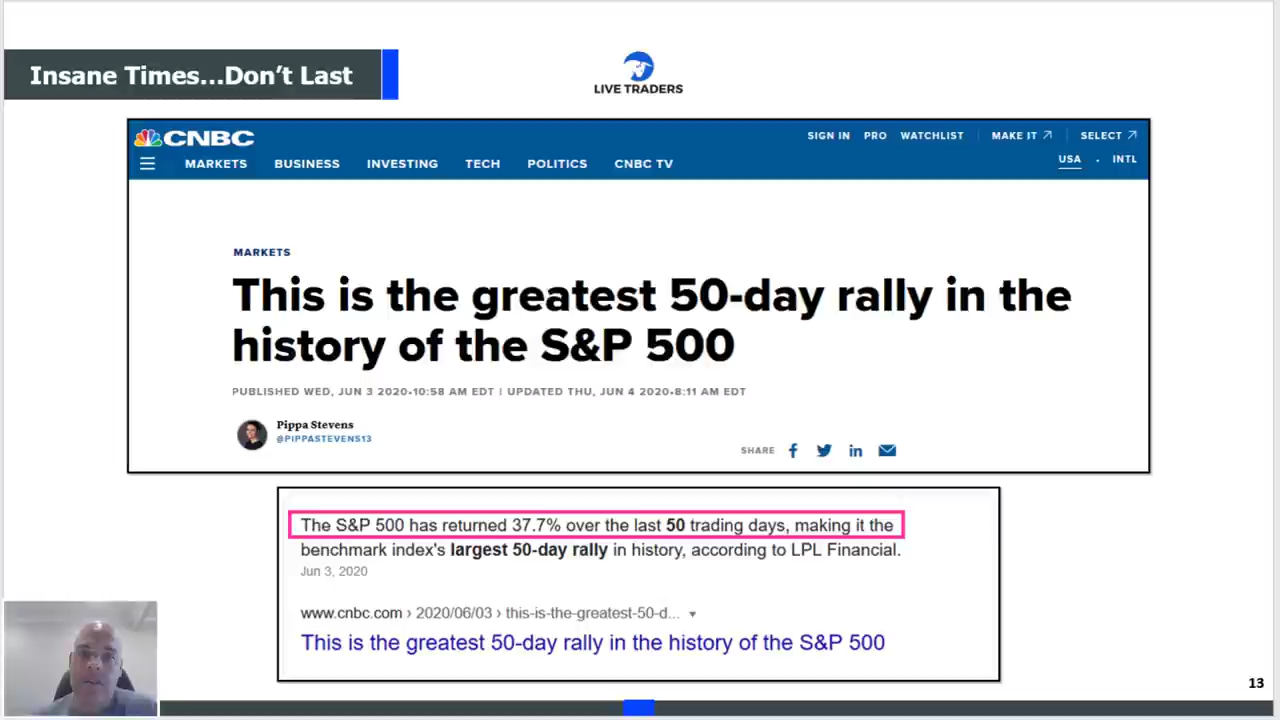 Insane Times...Don't Last
LIVE TRADERS
CNBC
SIGN IN PRO WATCHLIST MAKE IT SELECT
MARKETS BUSINESS INVESTING TECH POLITICS CNBC TV
USA · INTL
MARKETS
This is the greatest 50-day rally in the
history of the S&P 500
PUBLISHED WED, JUN 3 2020•10:58 AM EDT | UPDATED THU, JUN 4 2020•8:11 AM EDT
Pippa Stevens
@PIPPASTEVENS13
SHARE
The S&P 500 has returned 37.7% over the last 50 trading days, making it the
benchmark index's largest 50-day rally in history, according to LPL Financial.
Jun 3, 2020
www.cnbc.com › 2020/06/03 › this-is-the-greatest-50-d...
This is the greatest 50-day rally in the history of the S&P 500
13